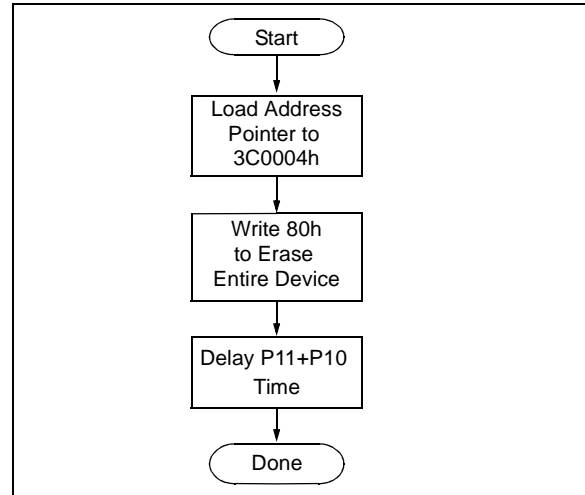 Start
Load Address
Pointer to
3C0004h
Write 80h
to Erase
Entire Device
Delay P11+P10
Time
Done